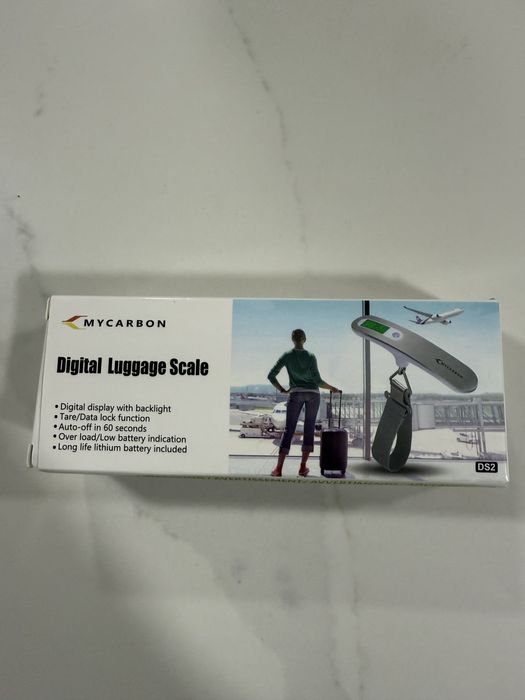 MYCARBON
Digital Luggage Scale
• Digital display with backlight
• Tare/Data lock function
• Auto-off in 60 seconds
• Over load/Low battery indication
• Long life lithium battery included
MYCARBON
DS2